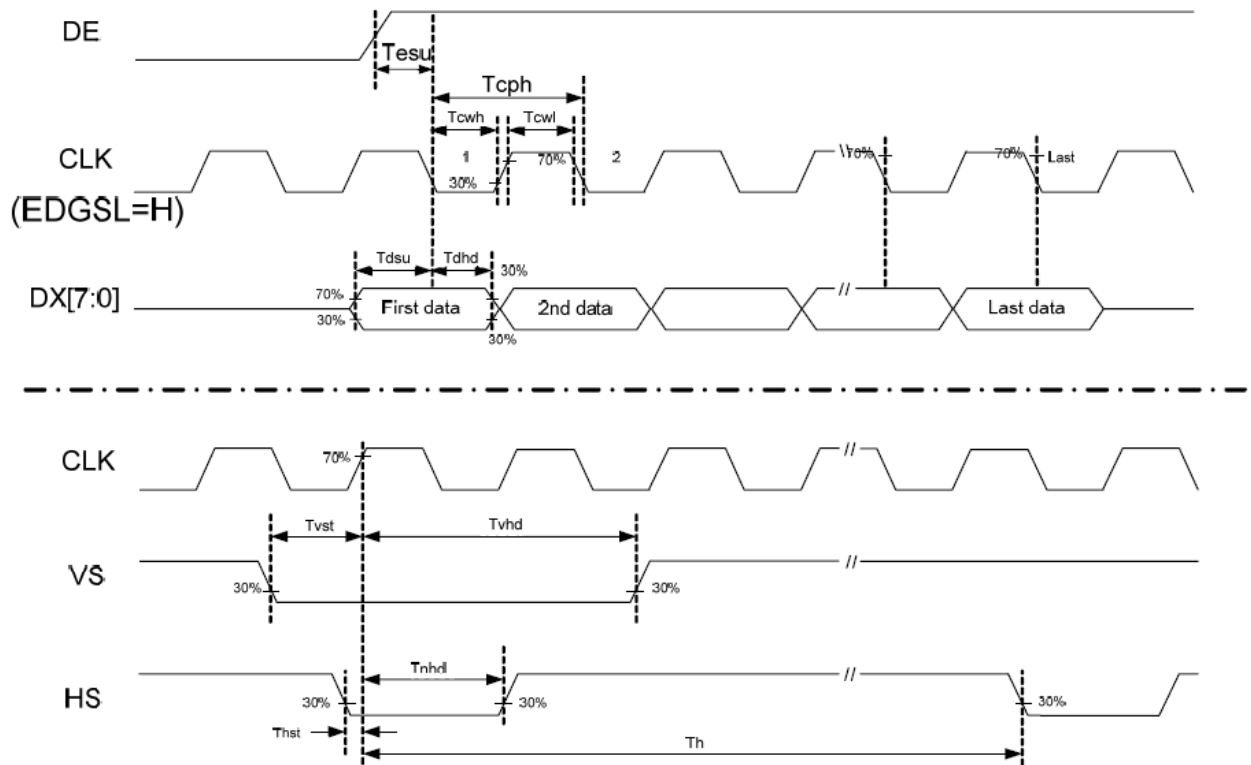 DE
Tesu
Tcph
Tcwh Tcwl
CLK 1 70% 2 \\ 70% 70% Last
30%
(EDGSL=H)
Tdsu Tdhd 30%
DX[7:0] 70% First data 2nd data // Last data
30%
30%
CLK 70% //
Tvst Tvhd
VS 30% 30% //
HS 30% 30% // 30%
Thst
Th